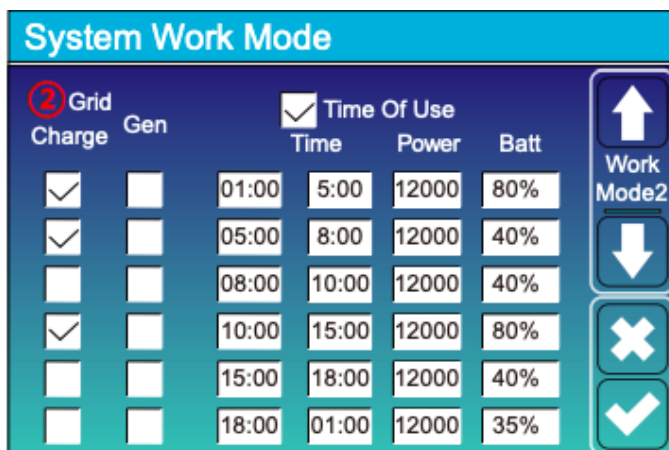 System Work Mode
② Grid Charge
Gen
Time Of Use
Time Power Batt
01:00 5:00 12000 80%
05:00 8:00 12000 40%
08:00 10:00 12000 40%
10:00 15:00 12000 80%
15:00 18:00 12000 40%
18:00 01:00 12000 35%
Work
Mode2